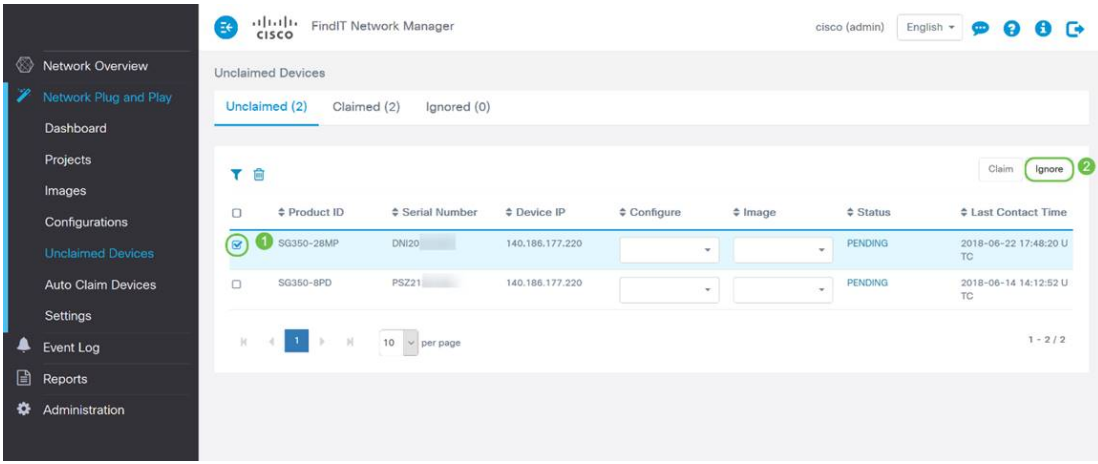 CISCO FindIT Network Manager cisco (admin) English
Network Overview
Network Plug and Play
Dashboard
Projects
Images
Configurations
Unclaimed Devices
Auto Claim Devices
Settings
Event Log
Reports
Administration
Unclaimed Devices
Unclaimed (2) Claimed (2) Ignored (0)
Claim Ignore 2
Product ID Serial Number Device IP Configure Image Status Last Contact Time
1 SG350-28MP DNI20 140.186.177.220 PENDING 2018-06-22 17:48:20 U
TC
SG350-8PD PSZ21 140.186.177.220 PENDING 2018-06-14 14:12:52 U
TC
1 10 per page 1 - 2 / 2